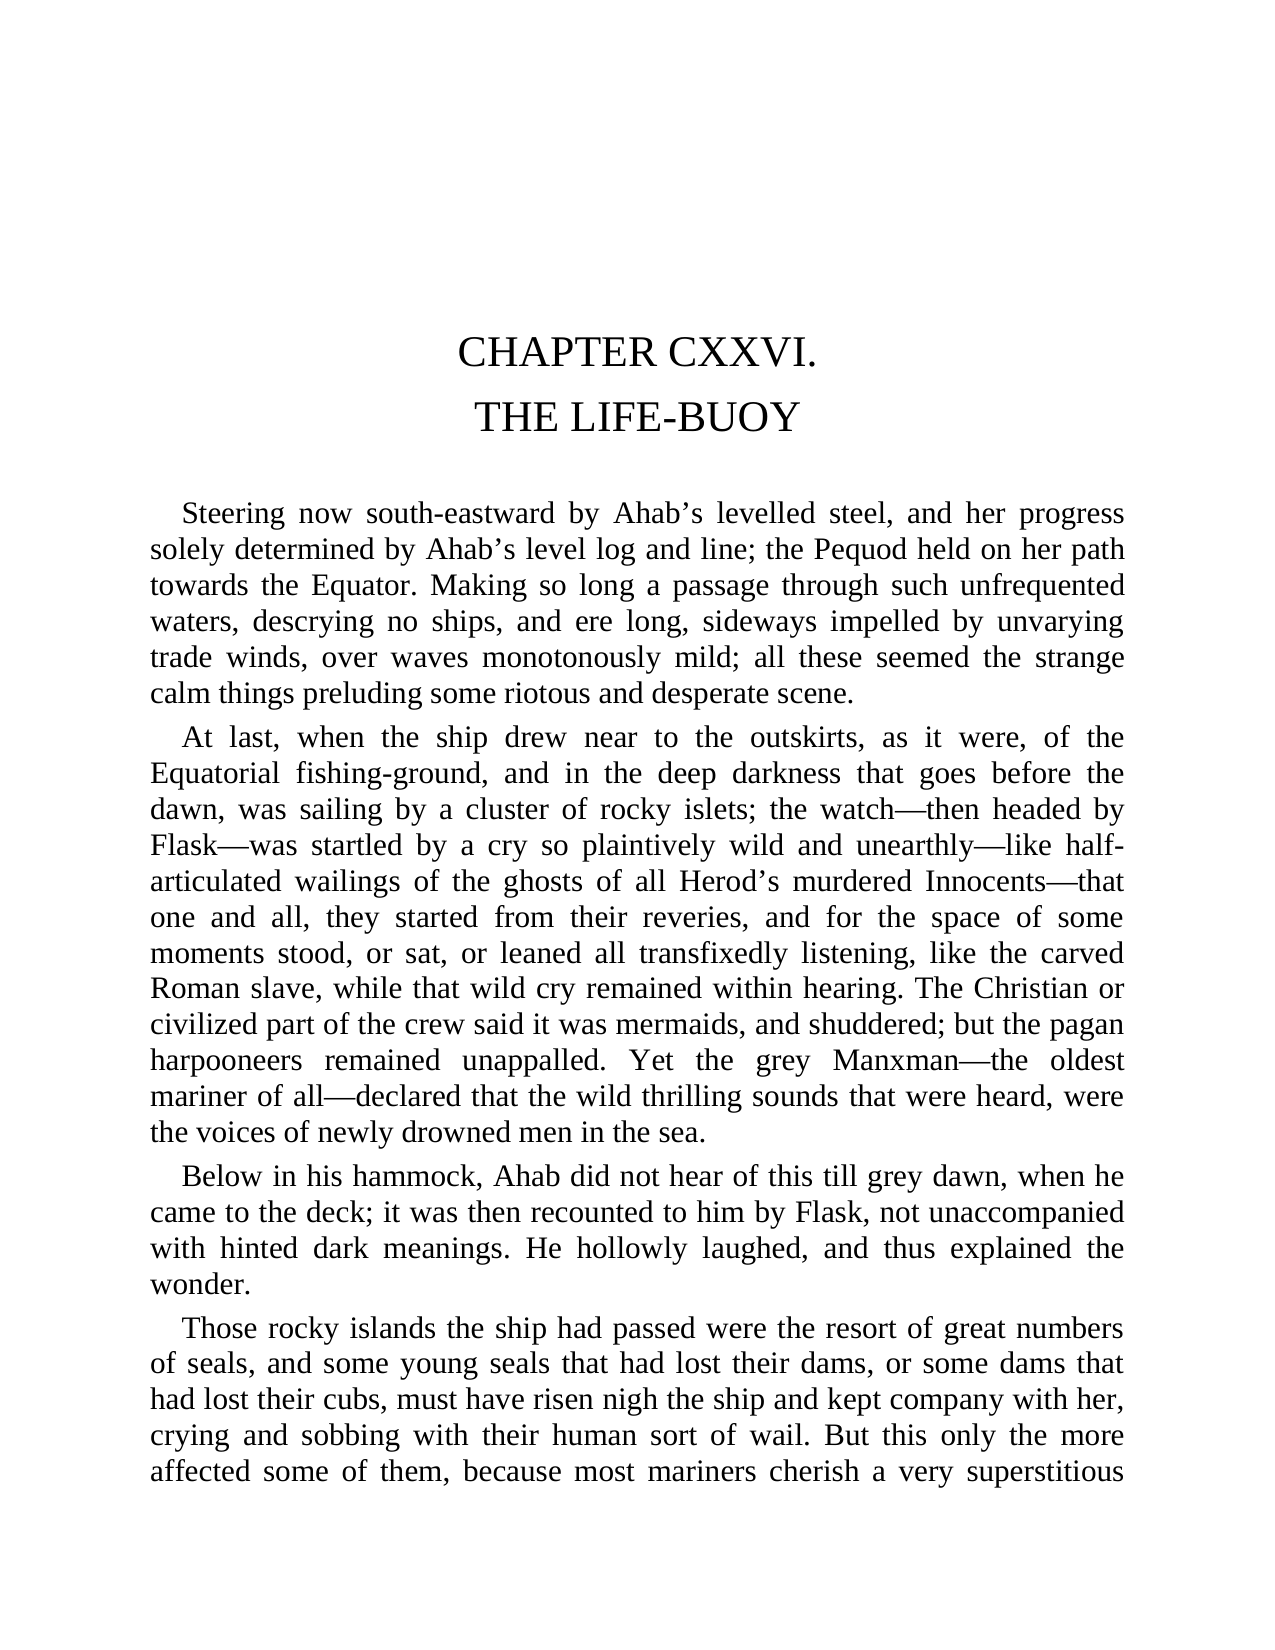 CHAPTER CXXVI.
THE LIFE-BUOY
Steering now south-eastward by Ahab’s levelled steel, and her progress
solely determined by Ahab’s level log and line; the Pequod held on her path
towards the Equator. Making so long a passage through such unfrequented
waters, descrying no ships, and ere long, sideways impelled by unvarying
trade winds, over waves monotonously mild; all these seemed the strange
calm things preluding some riotous and desperate scene.
At last, when the ship drew near to the outskirts, as it were, of the
Equatorial fishing-ground, and in the deep darkness that goes before the
dawn, was sailing by a cluster of rocky islets; the watch—then headed by
Flask—was startled by a cry so plaintively wild and unearthly—like half-
articulated wailings of the ghosts of all Herod’s murdered Innocents—that
one and all, they started from their reveries, and for the space of some
moments stood, or sat, or leaned all transfixedly listening, like the carved
Roman slave, while that wild cry remained within hearing. The Christian or
civilized part of the crew said it was mermaids, and shuddered; but the pagan
harpooneers remained unappalled. Yet the grey Manxman—the oldest
mariner of all—declared that the wild thrilling sounds that were heard, were
the voices of newly drowned men in the sea.
Below in his hammock, Ahab did not hear of this till grey dawn, when he
came to the deck; it was then recounted to him by Flask, not unaccompanied
with hinted dark meanings. He hollowly laughed, and thus explained the
wonder.
Those rocky islands the ship had passed were the resort of great numbers
of seals, and some young seals that had lost their dams, or some dams that
had lost their cubs, must have risen nigh the ship and kept company with her,
crying and sobbing with their human sort of wail. But this only the more
affected some of them, because most mariners cherish a very superstitious